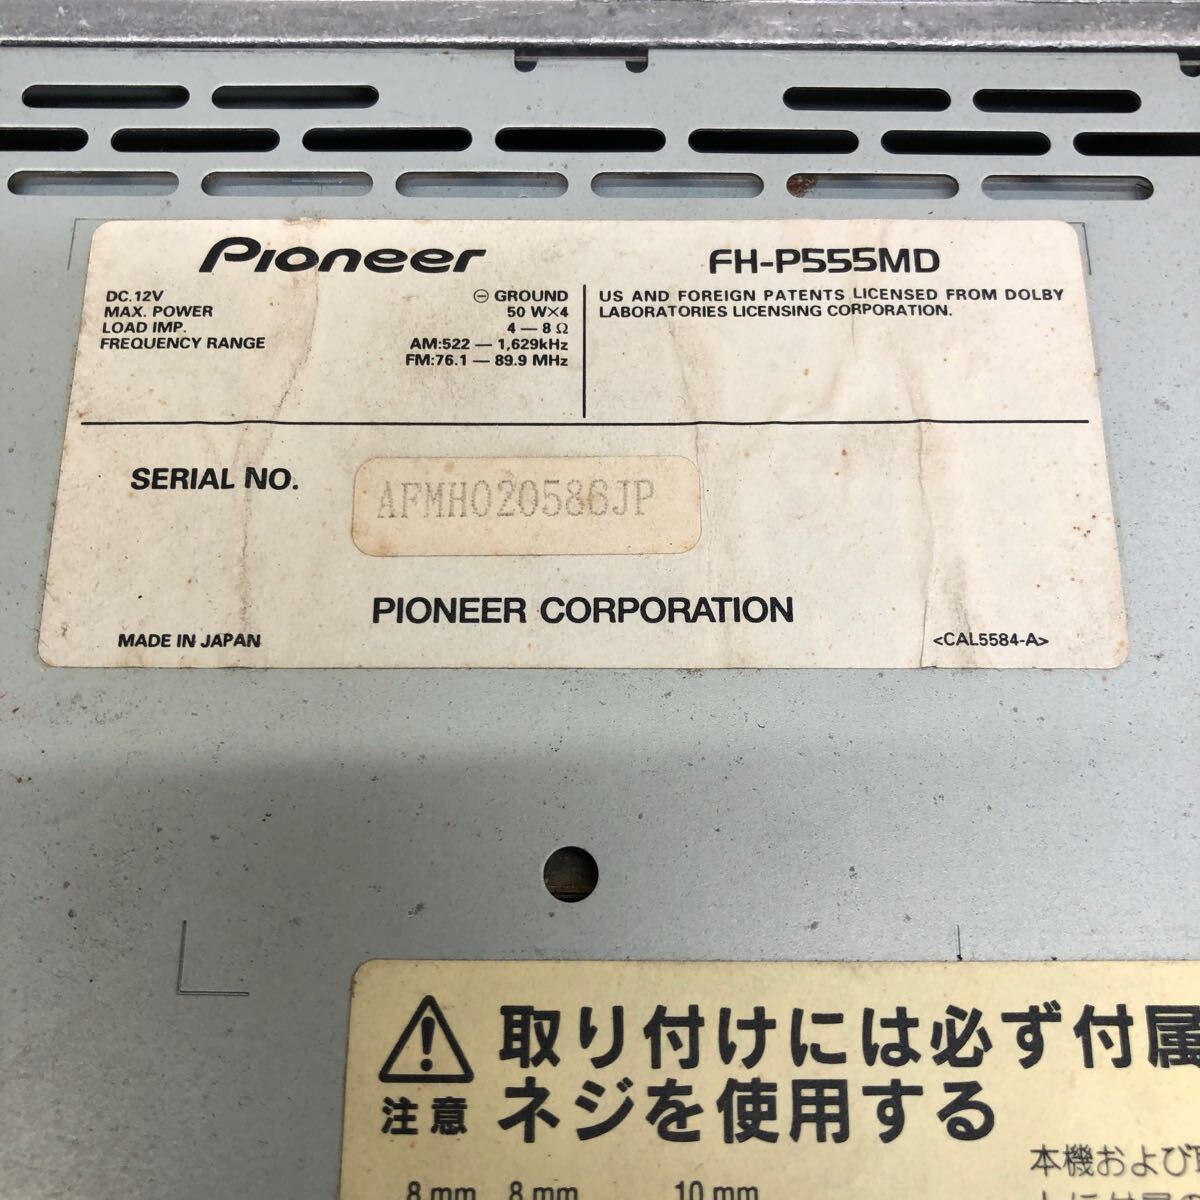 Pioneer
FH-P555MD
DC.12V ⊖ GROUND
MAX. POWER 50 W×4
LOAD IMP. 4 — 8 Ω
FREQUENCY RANGE AM:522 — 1,629kHz
FM:76.1 — 89.9 MHz
US AND FOREIGN PATENTS LICENSED FROM DOLBY
LABORATORIES LICENSING CORPORATION.
SERIAL NO. AFMH020586JP
PIONEER CORPORATION
MADE IN JAPAN
<CAL5584-A>
取り付けには必ず付属
注意 ネジを使用する
本機および
8 mm 8 mm 10 mm